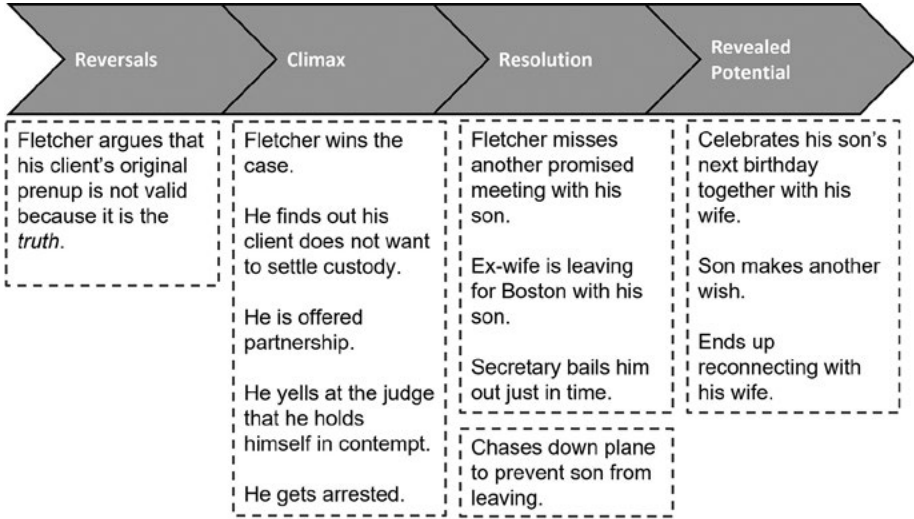 Reversals
Climax
Resolution
Revealed
Potential
Fletcher argues that
his client's original
prenup is not valid
because it is the
truth.
Fletcher wins the
case.
He finds out his
client does not want
to settle custody.
He is offered
partnership.
He yells at the judge
that he holds
himself in contempt.
He gets arrested.
Fletcher misses
another promised
meeting with his
son.
Ex-wife is leaving
for Boston with his
son.
Secretary bails him
out just in time.
Chases down plane
to prevent son from
leaving.
Celebrates his son's
next birthday
together with his
wife.
Son makes another
wish.
Ends up
reconnecting with
his wife.